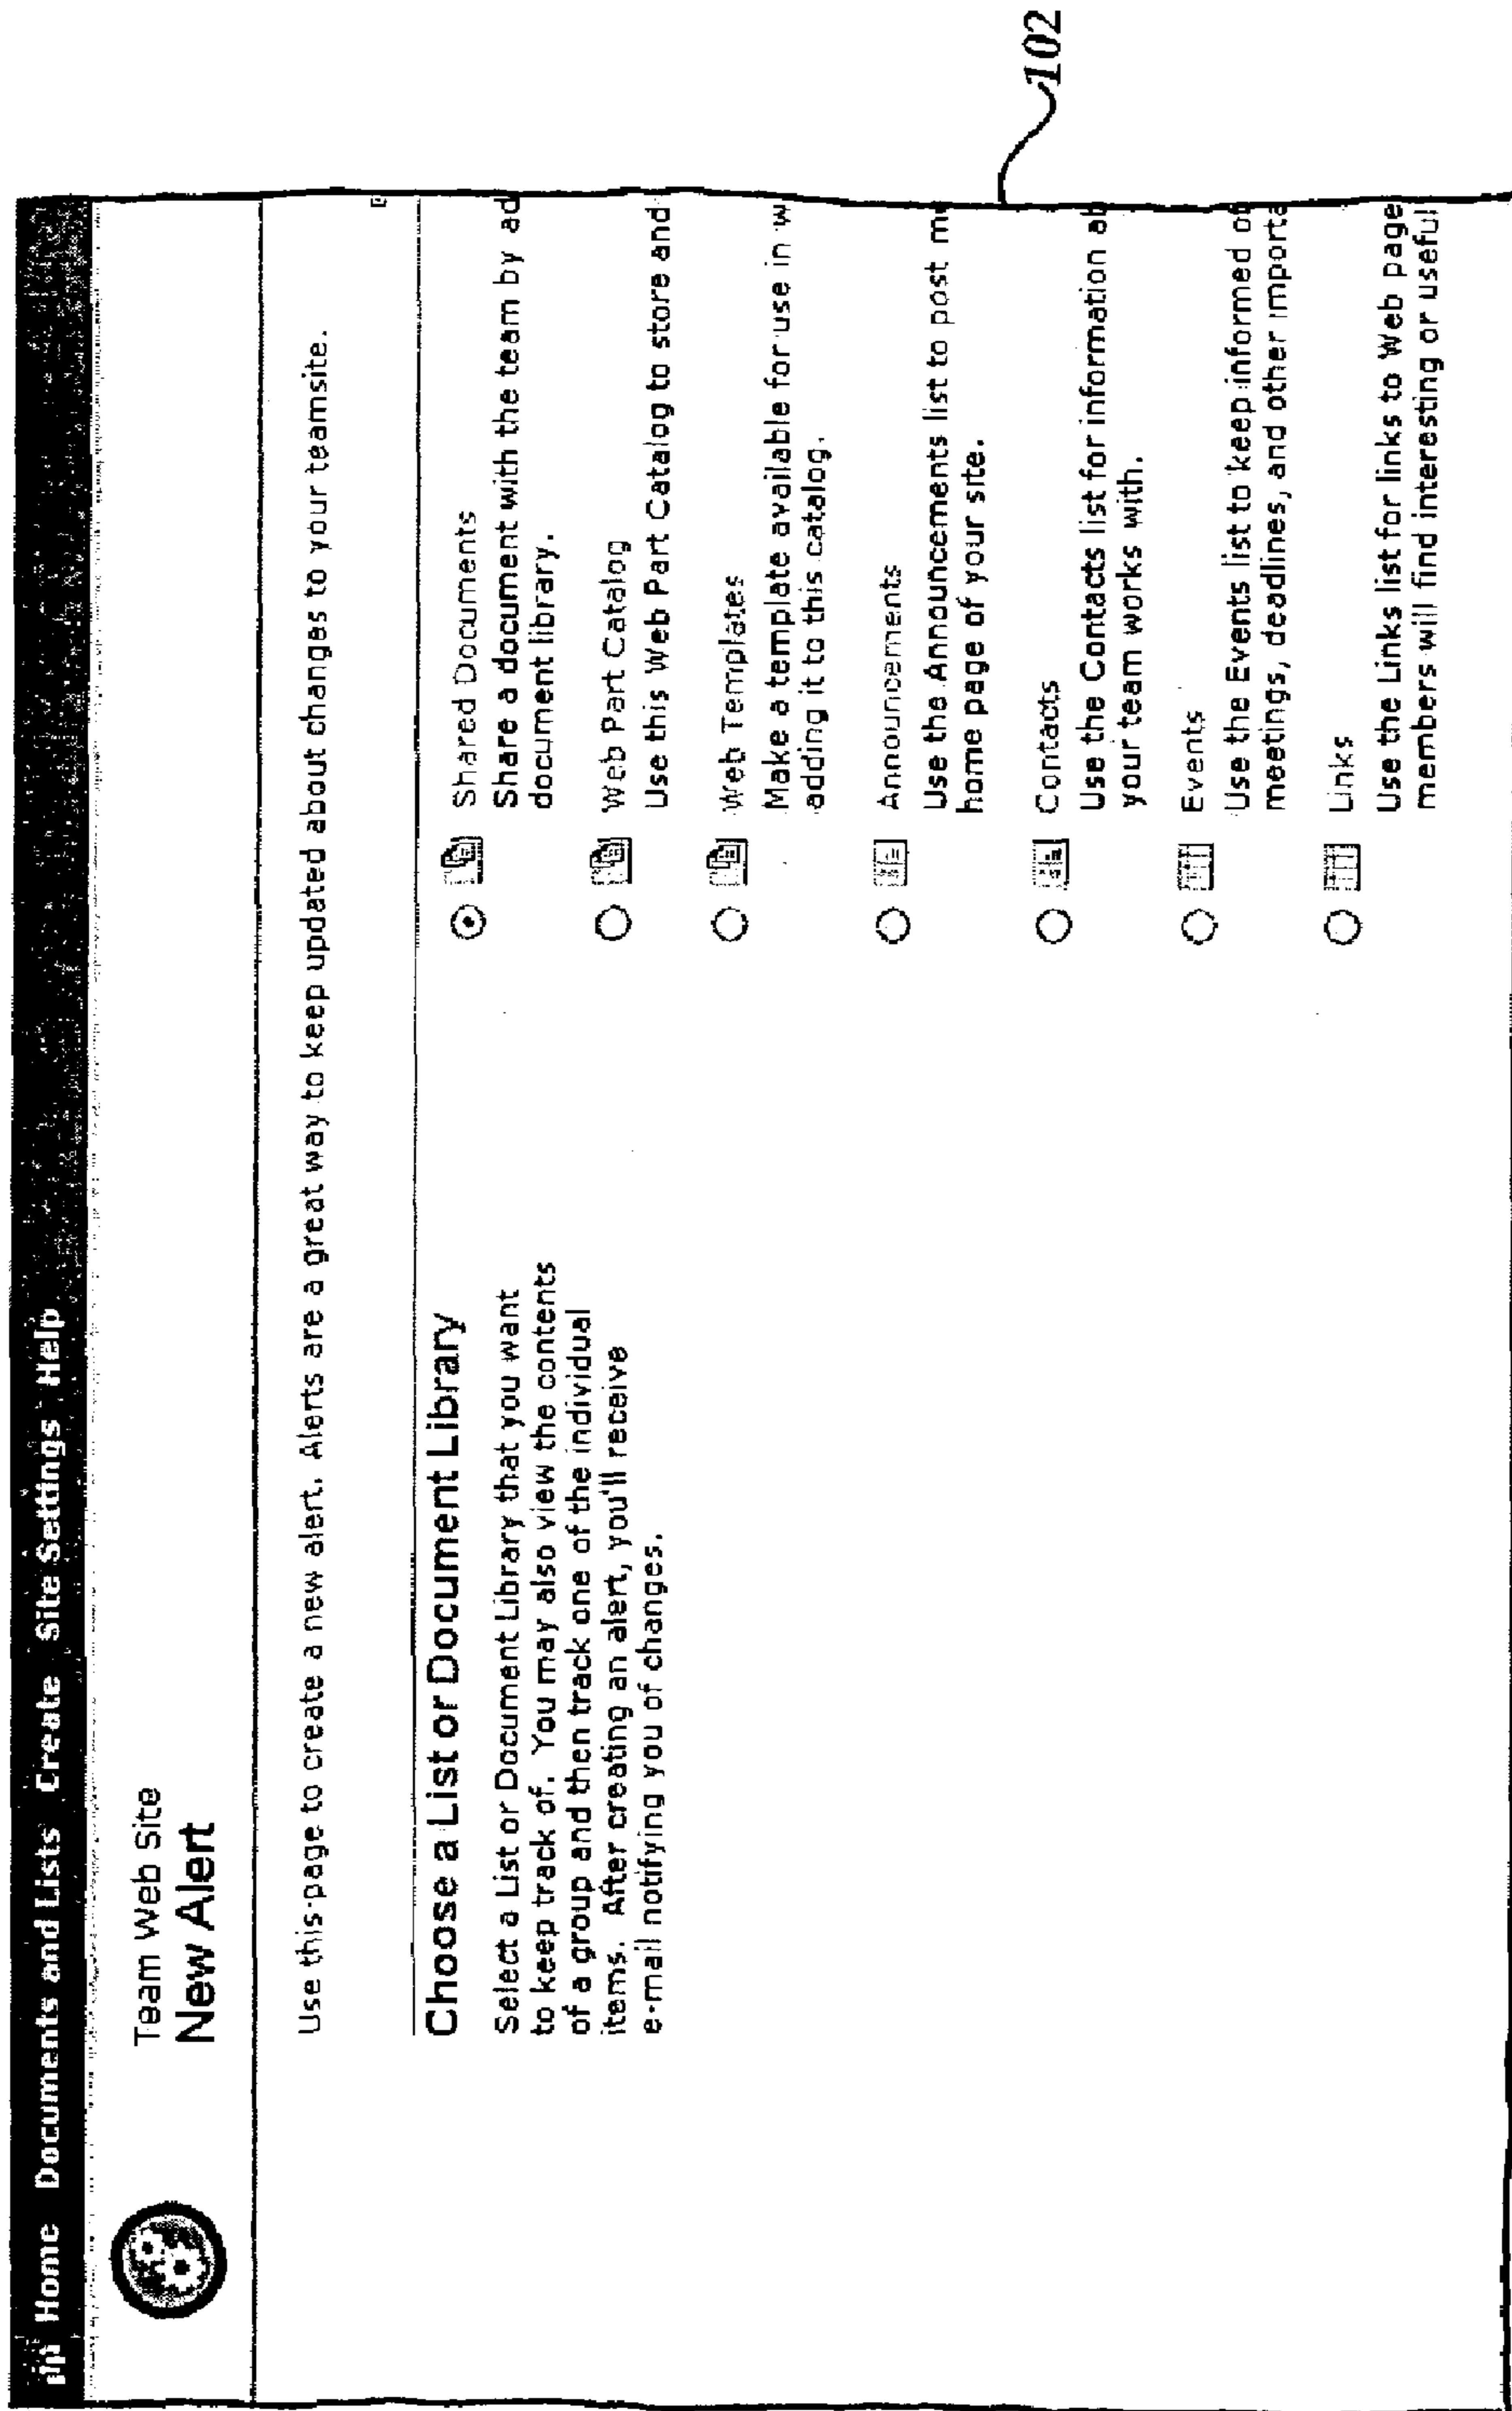 Home Documents and Lists Create Site Settings Help
Team Web Site
New Alert
Use this page to create a new alert. Alerts are a great way to keep updated about changes to your teamsite.
Choose a List or Document Library
Select a List or Document Library that you want
to keep track of. You may also view the contents
of a group and then track one of the individual
items. After creating an alert, you'll receive
e-mail notifying you of changes.
Shared Documents
Share a document with the team by ad
document library.
Web Part Catalog
Use this Web Part Catalog to store and
Web Templates
Make a template available for use in w
adding it to this catalog.
Announcements
Use the Announcements list to post me
home page of your site.
Contacts
Use the Contacts list for information ab
your team works with.
Events
Use the Events list to keep informed of
meetings, deadlines, and other importa
Links
Use the Links list for links to Web page
members will find interesting or useful
102